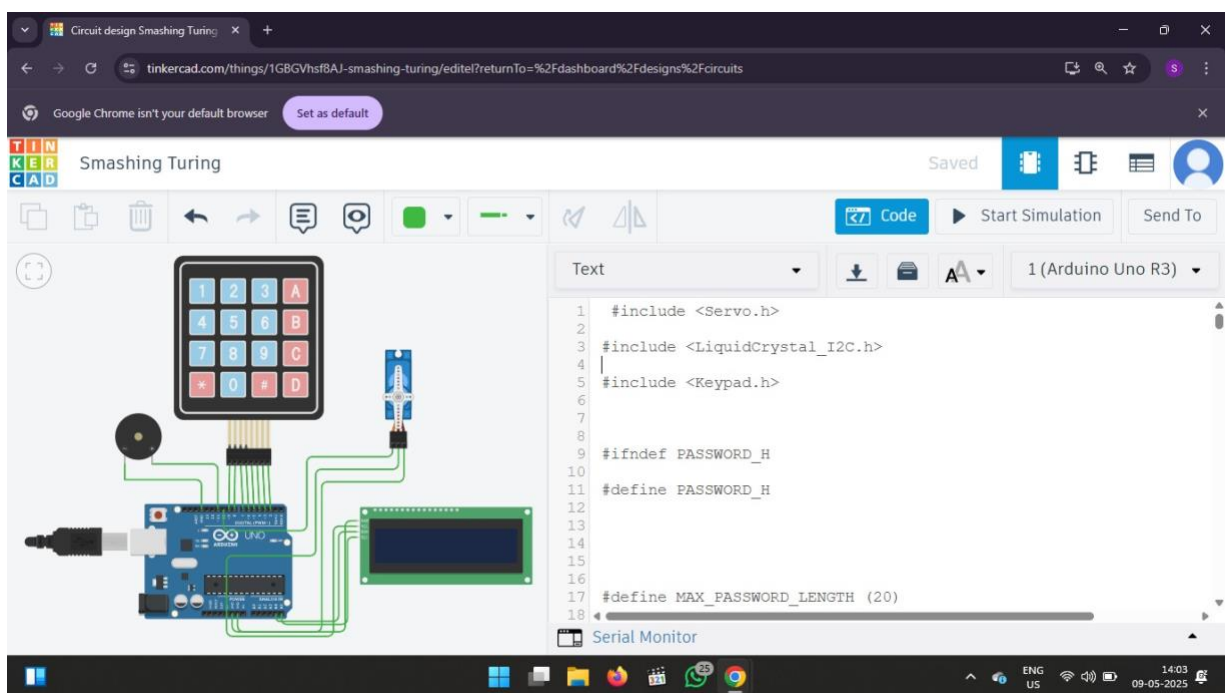 Circuit design Smashing Turing
tinkercad.com/things/1GBGVhsf8AJ-smashing-turing/editel?returnTo=%2Fdashboard%2Fdesigns%2Fcircuits
S
Google Chrome isn't your default browser
Set as default
TIN
KER
CAD
Smashing Turing
Saved
Code
Start Simulation
Send To
Text
AA
1 (Arduino Uno R3)
1 2 3 A
4 5 6 B
7 8 9 C
* 0 # D
UNO
ARDUINO
1 #include <Servo.h>
2
3 #include <LiquidCrystal_I2C.h>
4
5 #include <Keypad.h>
6
7
8
9 #ifndef PASSWORD_H
10
11 #define PASSWORD_H
12
13
14
15
16
17 #define MAX_PASSWORD_LENGTH (20)
18
Serial Monitor
25
ENG
US
14:03
09-05-2025